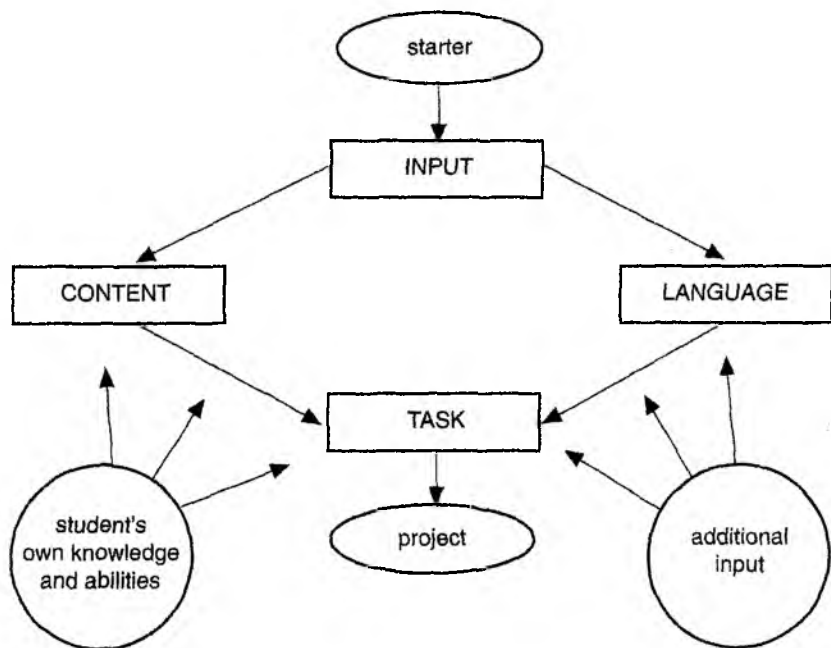 starter
INPUT
CONTENT
LANGUAGE
TASK
student's
own knowledge
and abilities
project
additional
input